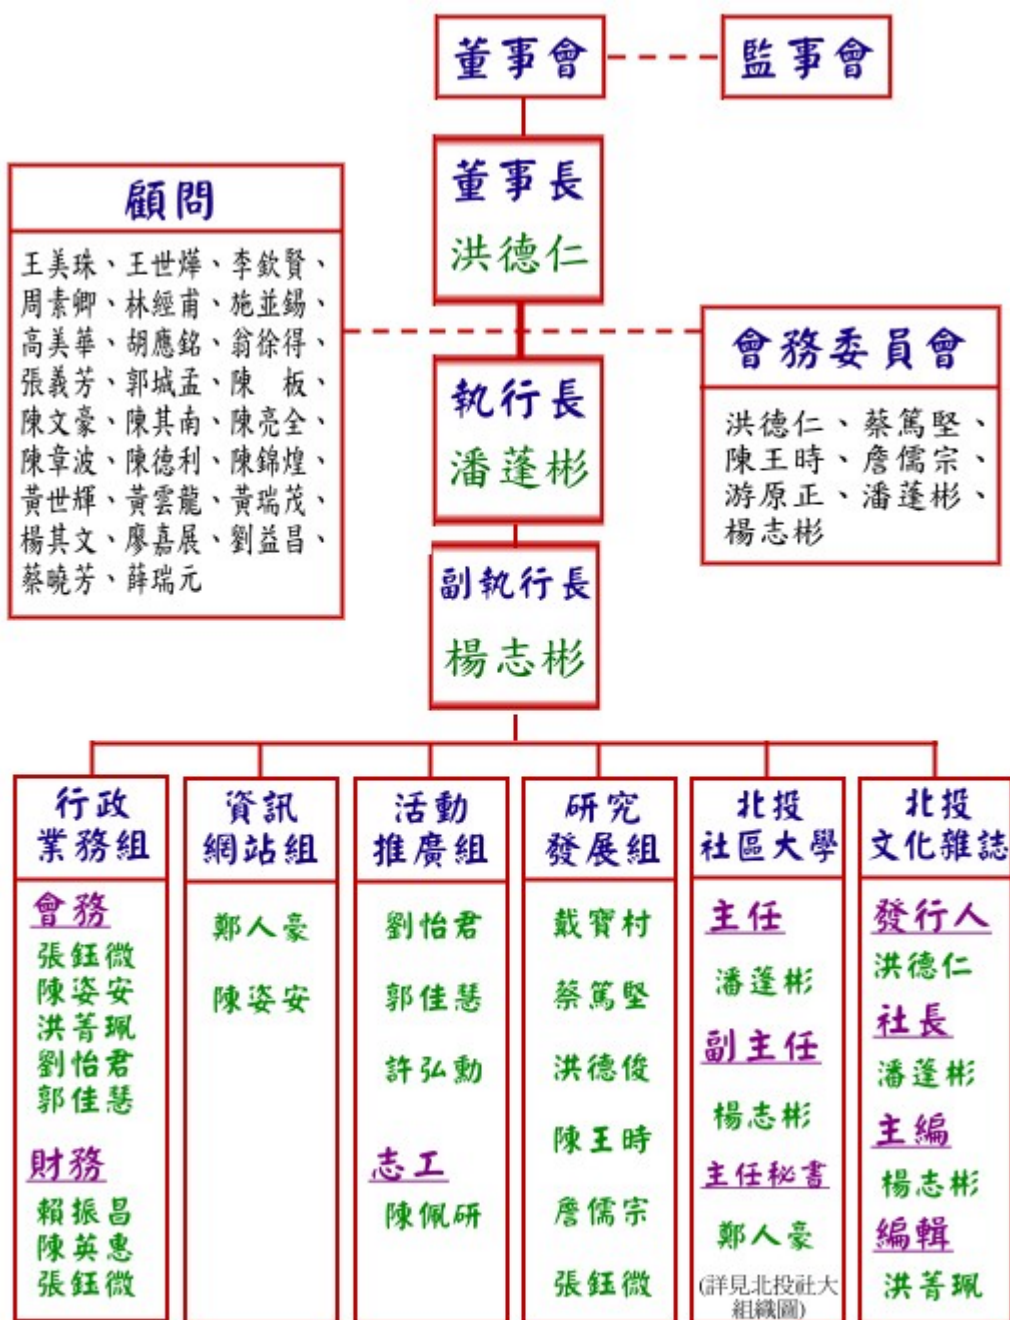 董事會
監事會
董事長
洪德仁
顧問
王美珠、王世燁、李欽賢、
周素卿、林經甫、施並錫、
高美華、胡應銘、翁徐得、
張義芳、郭城孟、陳　板、
陳文豪、陳其南、陳亮全、
陳章波、陳德利、陳錦煌、
黃世輝、黃雲龍、黃瑞茂、
楊其文、廖嘉展、劉益昌、
蔡曉芳、薛瑞元
會務委員會
洪德仁、蔡篤堅、
陳王時、詹儒宗、
游原正、潘蓬彬、
楊志彬
執行長
潘蓬彬
副執行長
楊志彬
行政
業務組
會務
張鈺微
陳姿安
洪菁珮
劉怡君
郭佳慧
財務
賴振昌
陳英惠
張鈺微
資訊
網站組
鄭人豪
陳姿安
活動
推廣組
劉怡君
郭佳慧
許弘勳
志工
陳佩研
研究
發展組
戴寶村
蔡篤堅
洪德俊
陳王時
詹儒宗
張鈺微
北投
社區大學
主任
潘蓬彬
副主任
楊志彬
主任秘書
鄭人豪
(詳見北投社大
組織圖)
北投
文化雜誌
發行人
洪德仁
社長
潘蓬彬
主編
楊志彬
編輯
洪菁珮